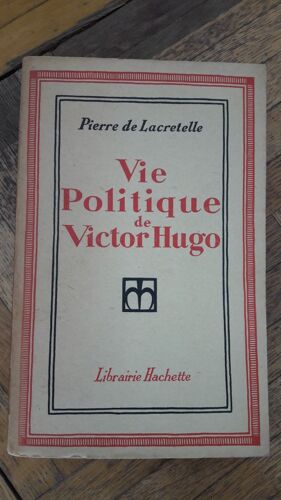 Pierre de Lacretelle
Vie
Politique
de
Victor Hugo
Librairie Hachette